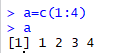 > a=c(1:4)
> a
[1] 1 2 3 4